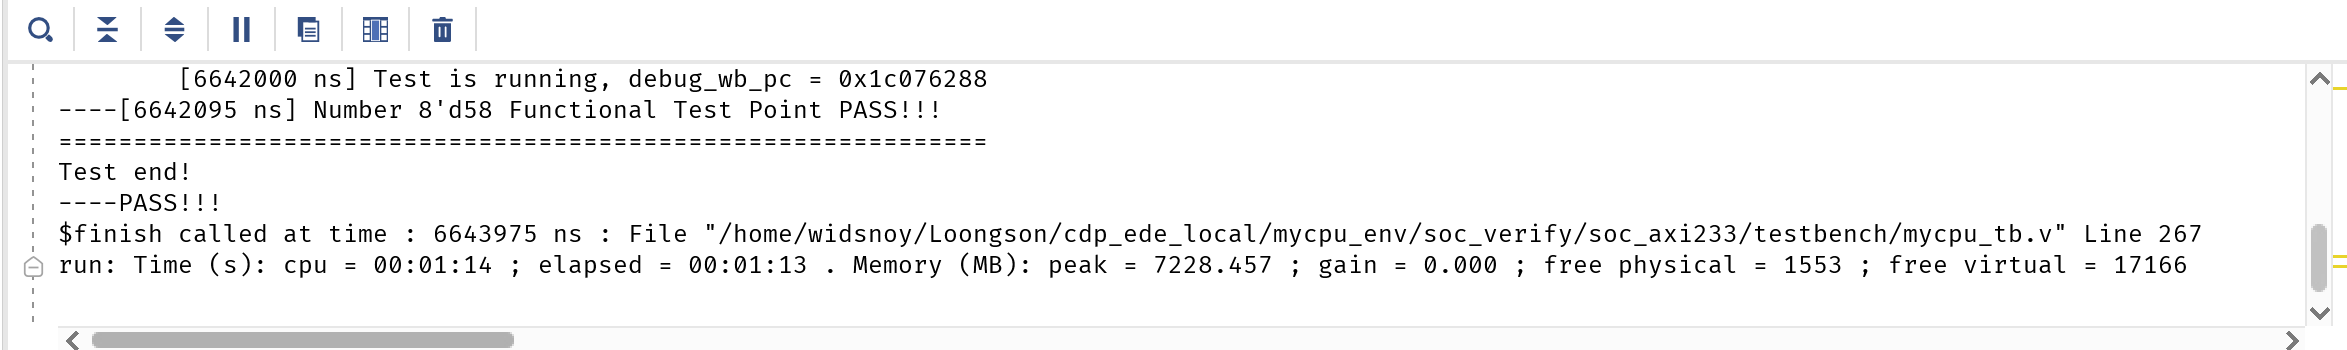 [6642000 ns] Test is running, debug_wb_pc = 0x1c076288
----[6642095 ns] Number 8'd58 Functional Test Point PASS!!!
==============================================================
Test end!
----PASS!!!
$finish called at time : 6643975 ns : File "/home/widsnoy/Loongson/cdp_ede_local/mycpu_env/soc_verify/soc_axi233/testbench/mycpu_tb.v" Line 267
run: Time (s): cpu = 00:01:14 ; elapsed = 00:01:13 . Memory (MB): peak = 7228.457 ; gain = 0.000 ; free physical = 1553 ; free virtual = 17166